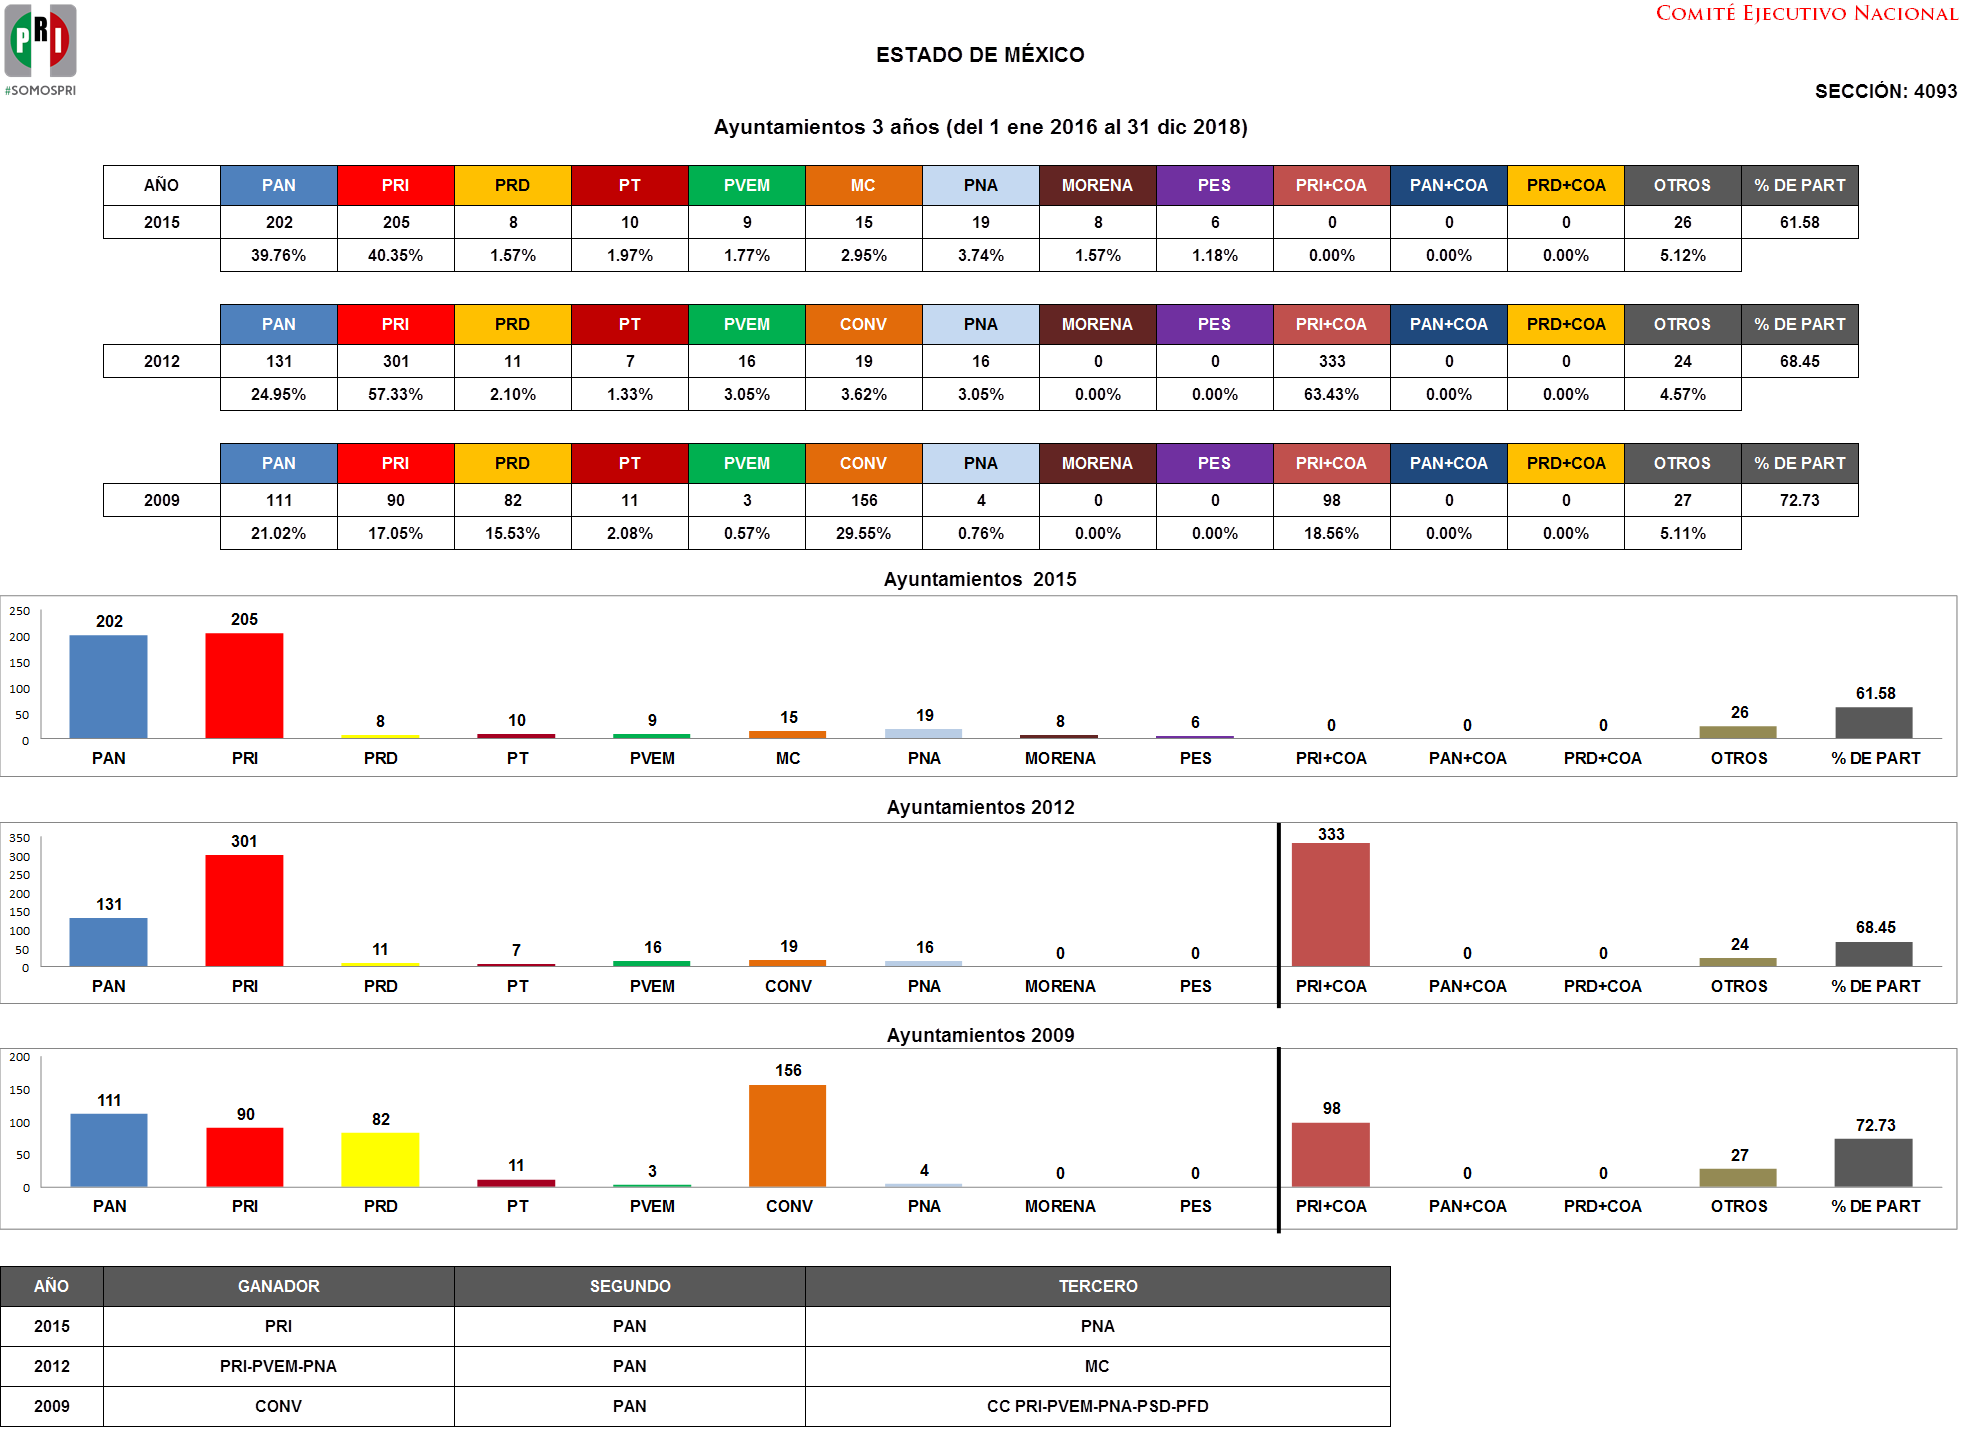 PRI
#SOMOSPRI
COMITÉ EJECUTIVO NACIONAL
ESTADO DE MÉXICO
SECCIÓN: 4093
Ayuntamientos 3 años (del 1 ene 2016 al 31 dic 2018)
AÑO PAN PRI PRD PT PVEM MC PNA MORENA PES PRI+COA PAN+COA PRD+COA OTROS % DE PART
2015 202 205 8 10 9 15 19 8 6 0 0 0 26 61.58
39.76% 40.35% 1.57% 1.97% 1.77% 2.95% 3.74% 1.57% 1.18% 0.00% 0.00% 0.00% 5.12%
PAN PRI PRD PT PVEM CONV PNA MORENA PES PRI+COA PAN+COA PRD+COA OTROS % DE PART
2012 131 301 11 7 16 19 16 0 0 333 0 0 24 68.45
24.95% 57.33% 2.10% 1.33% 3.05% 3.62% 3.05% 0.00% 0.00% 63.43% 0.00% 0.00% 4.57%
PAN PRI PRD PT PVEM CONV PNA MORENA PES PRI+COA PAN+COA PRD+COA OTROS % DE PART
2009 111 90 82 11 3 156 4 0 0 98 0 0 27 72.73
21.02% 17.05% 15.53% 2.08% 0.57% 29.55% 0.76% 0.00% 0.00% 18.56% 0.00% 0.00% 5.11%
Ayuntamientos 2015
250
200
150
100
50
0
202 205 8 10 9 15 19 8 6 0 0 0 26 61.58
PAN PRI PRD PT PVEM MC PNA MORENA PES PRI+COA PAN+COA PRD+COA OTROS % DE PART
Ayuntamientos 2012
350
300
250
200
150
100
50
0
131 301 11 7 16 19 16 0 0 333 0 0 24 68.45
PAN PRI PRD PT PVEM CONV PNA MORENA PES PRI+COA PAN+COA PRD+COA OTROS % DE PART
Ayuntamientos 2009
200
150
100
50
0
111 90 82 11 3 156 4 0 0 98 0 0 27 72.73
PAN PRI PRD PT PVEM CONV PNA MORENA PES PRI+COA PAN+COA PRD+COA OTROS % DE PART
AÑO GANADOR SEGUNDO TERCERO
2015 PRI PAN PNA
2012 PRI-PVEM-PNA PAN MC
2009 CONV PAN CC PRI-PVEM-PNA-PSD-PFD